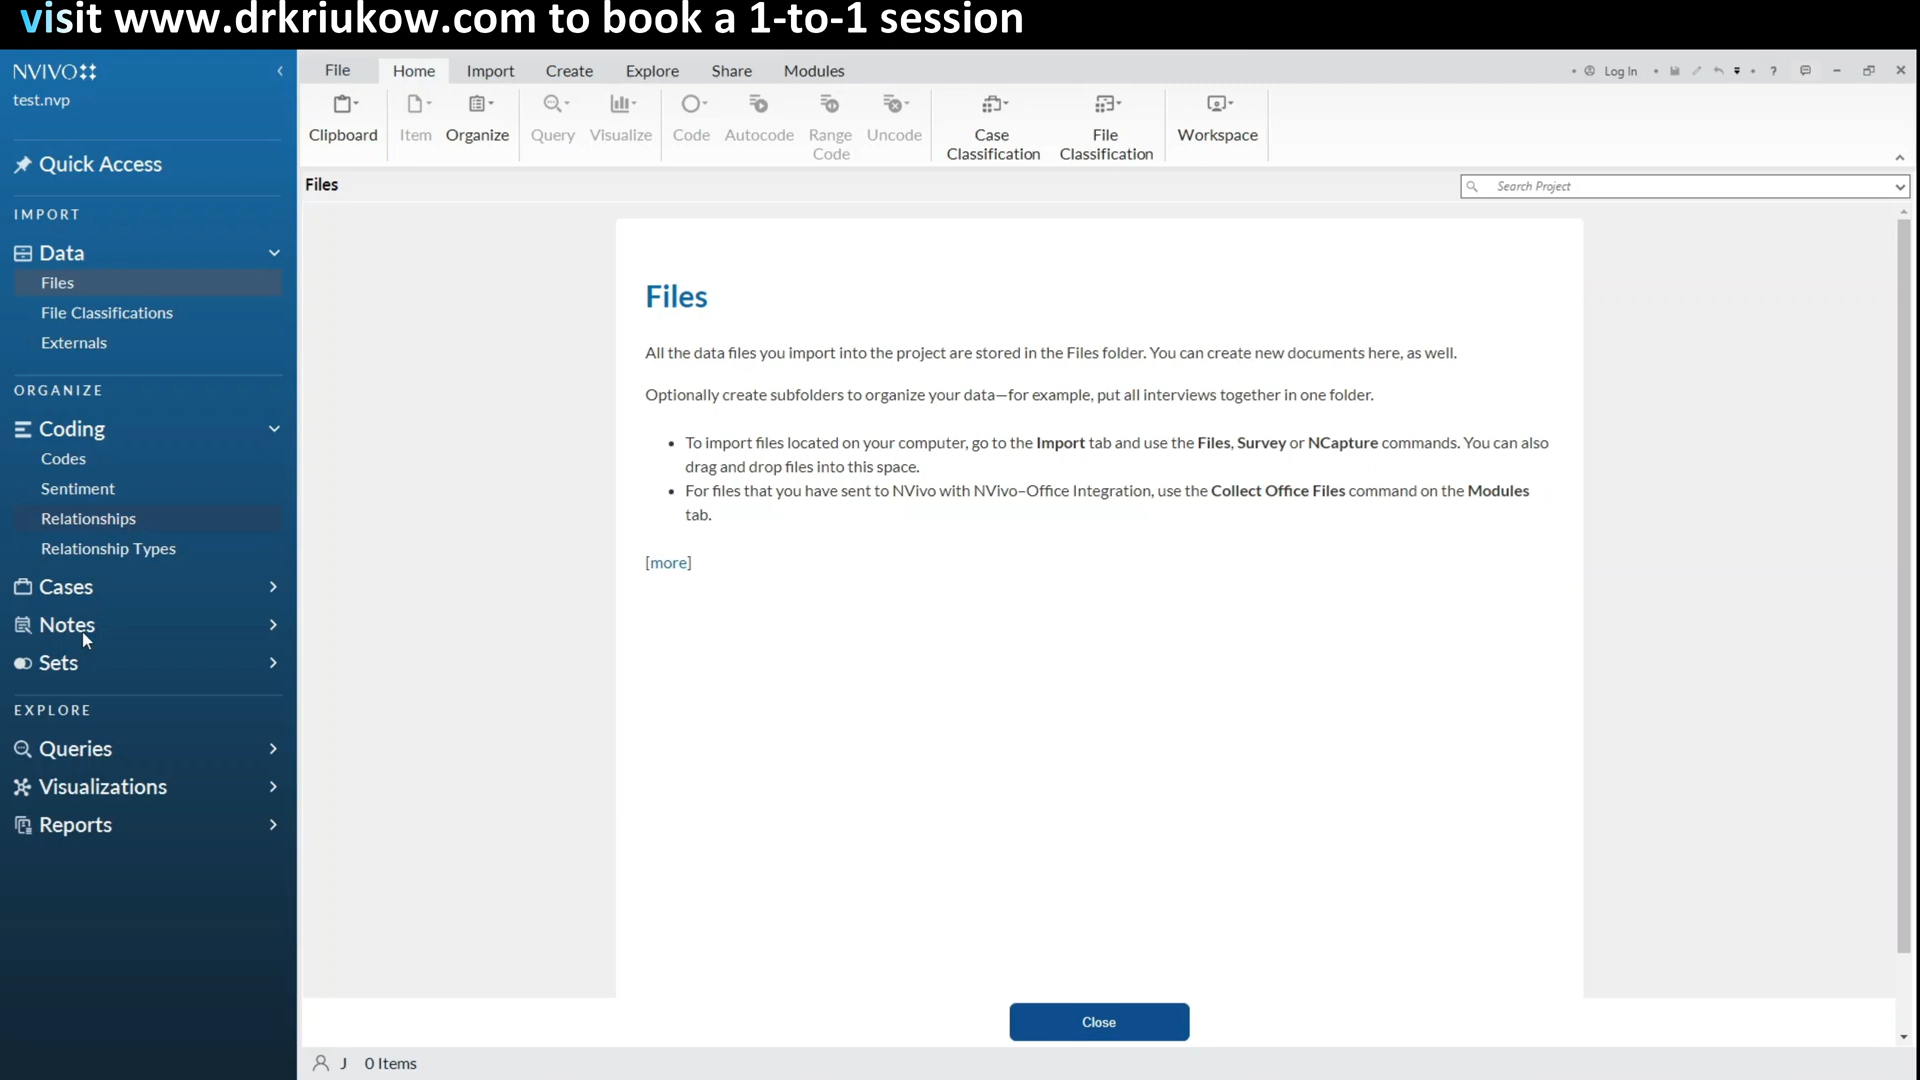 visit www.drkriukow.com to book a 1-to-1 session
NVIVO
test.nvp
Quick Access
IMPORT
Data
Files
File Classifications
Externals
ORGANIZE
Coding
Codes
Sentiment
Relationships
Relationship Types
Cases
Notes
Sets
EXPLORE
Queries
Visualizations
Reports
File Home Import Create Explore Share Modules
Log In ?
Clipboard
Item
Organize
Query
Visualize
Code
Autocode
Range
Code
Uncode
Case
Classification
File
Classification
Workspace
Files
Search Project
Files
All the data files you import into the project are stored in the Files folder. You can create new documents here, as well.
Optionally create subfolders to organize your data—for example, put all interviews together in one folder.
• To import files located on your computer, go to the Import tab and use the Files, Survey or NCapture commands. You can also
drag and drop files into this space.
• For files that you have sent to NVivo with NVivo–Office Integration, use the Collect Office Files command on the Modules
tab.
[more]
Close
J 0 Items